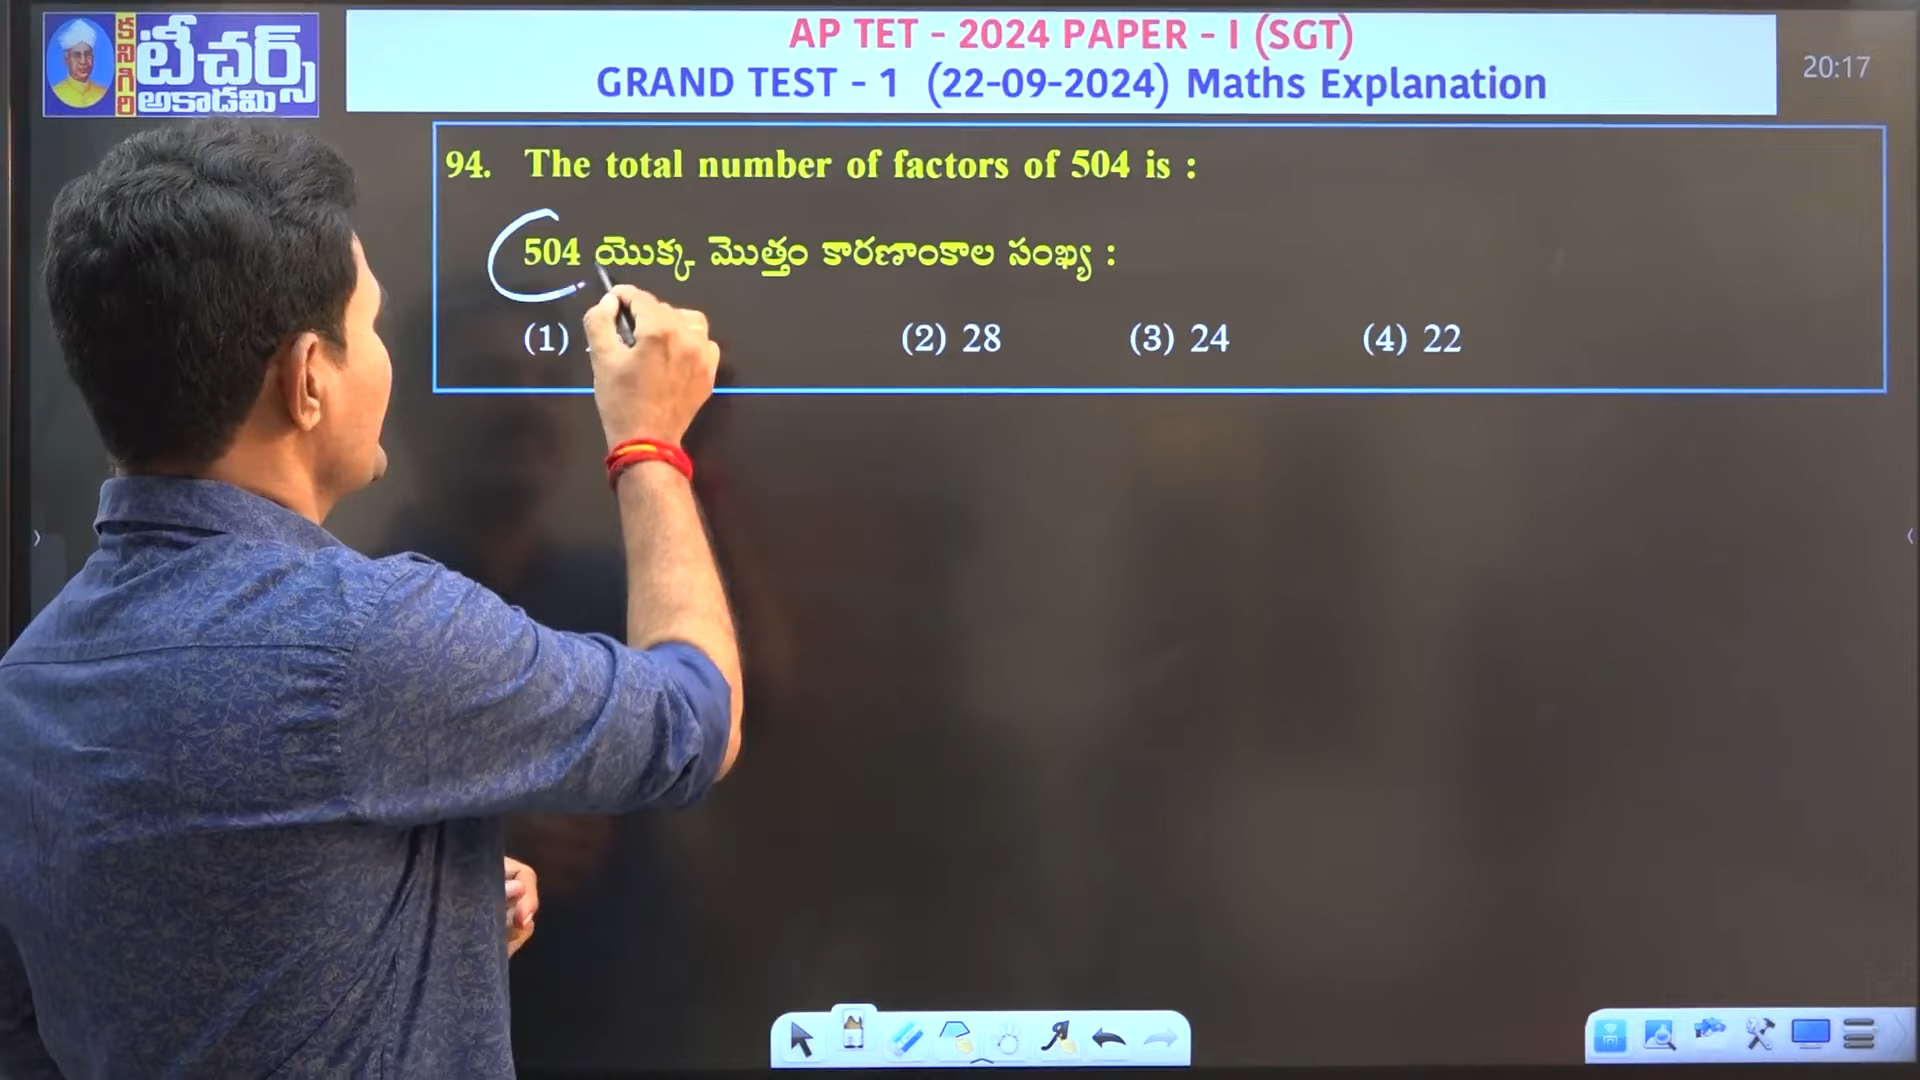 కనిగిరి
టీచర్స్
అకాడమి
AP TET - 2024 PAPER - I (SGT)
GRAND TEST - 1 (22-09-2024) Maths Explanation
20:17
94. The total number of factors of 504 is :
504 యొక్క మొత్తం కారణాంకాల సంఖ్య :
(1) (2) 28 (3) 24 (4) 22